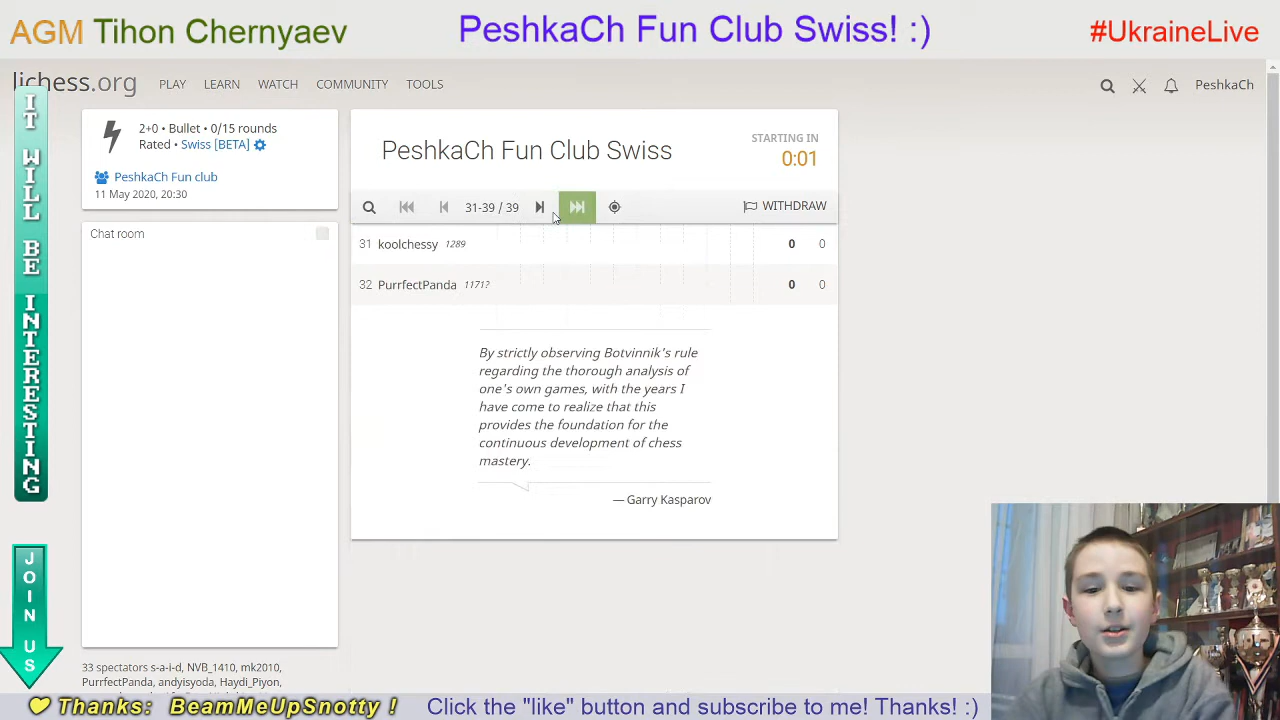 AGM Tihon Chernyaev
PeshkaCh Fun Club Swiss! :)
#UkraineLive
lichess.org
PLAY
LEARN
WATCH
COMMUNITY
TOOLS
PeshkaCh
IT WILL BE INTERESTING
JOIN US
2+0 • Bullet • 0/15 rounds
Rated • Swiss [BETA]
PeshkaCh Fun club
11 May 2020, 20:30
Chat room
33 spectators s-a-i-d, NVB_1410, mk2010,
PurrfectPanda, andyisyoda, Haydi_Piyon,
PeshkaCh Fun Club Swiss
STARTING IN
0:01
31-39 / 39
WITHDRAW
31 koolchessy 1289 0 0
32 PurrfectPanda 1171? 0 0
By strictly observing Botvinnik's rule
regarding the thorough analysis of
one's own games, with the years I
have come to realize that this
provides the foundation for the
continuous development of chess
mastery.
— Garry Kasparov
Thanks: BeamMeUpSnotty !
Click the "like" button and subscribe to me! Thanks! :)